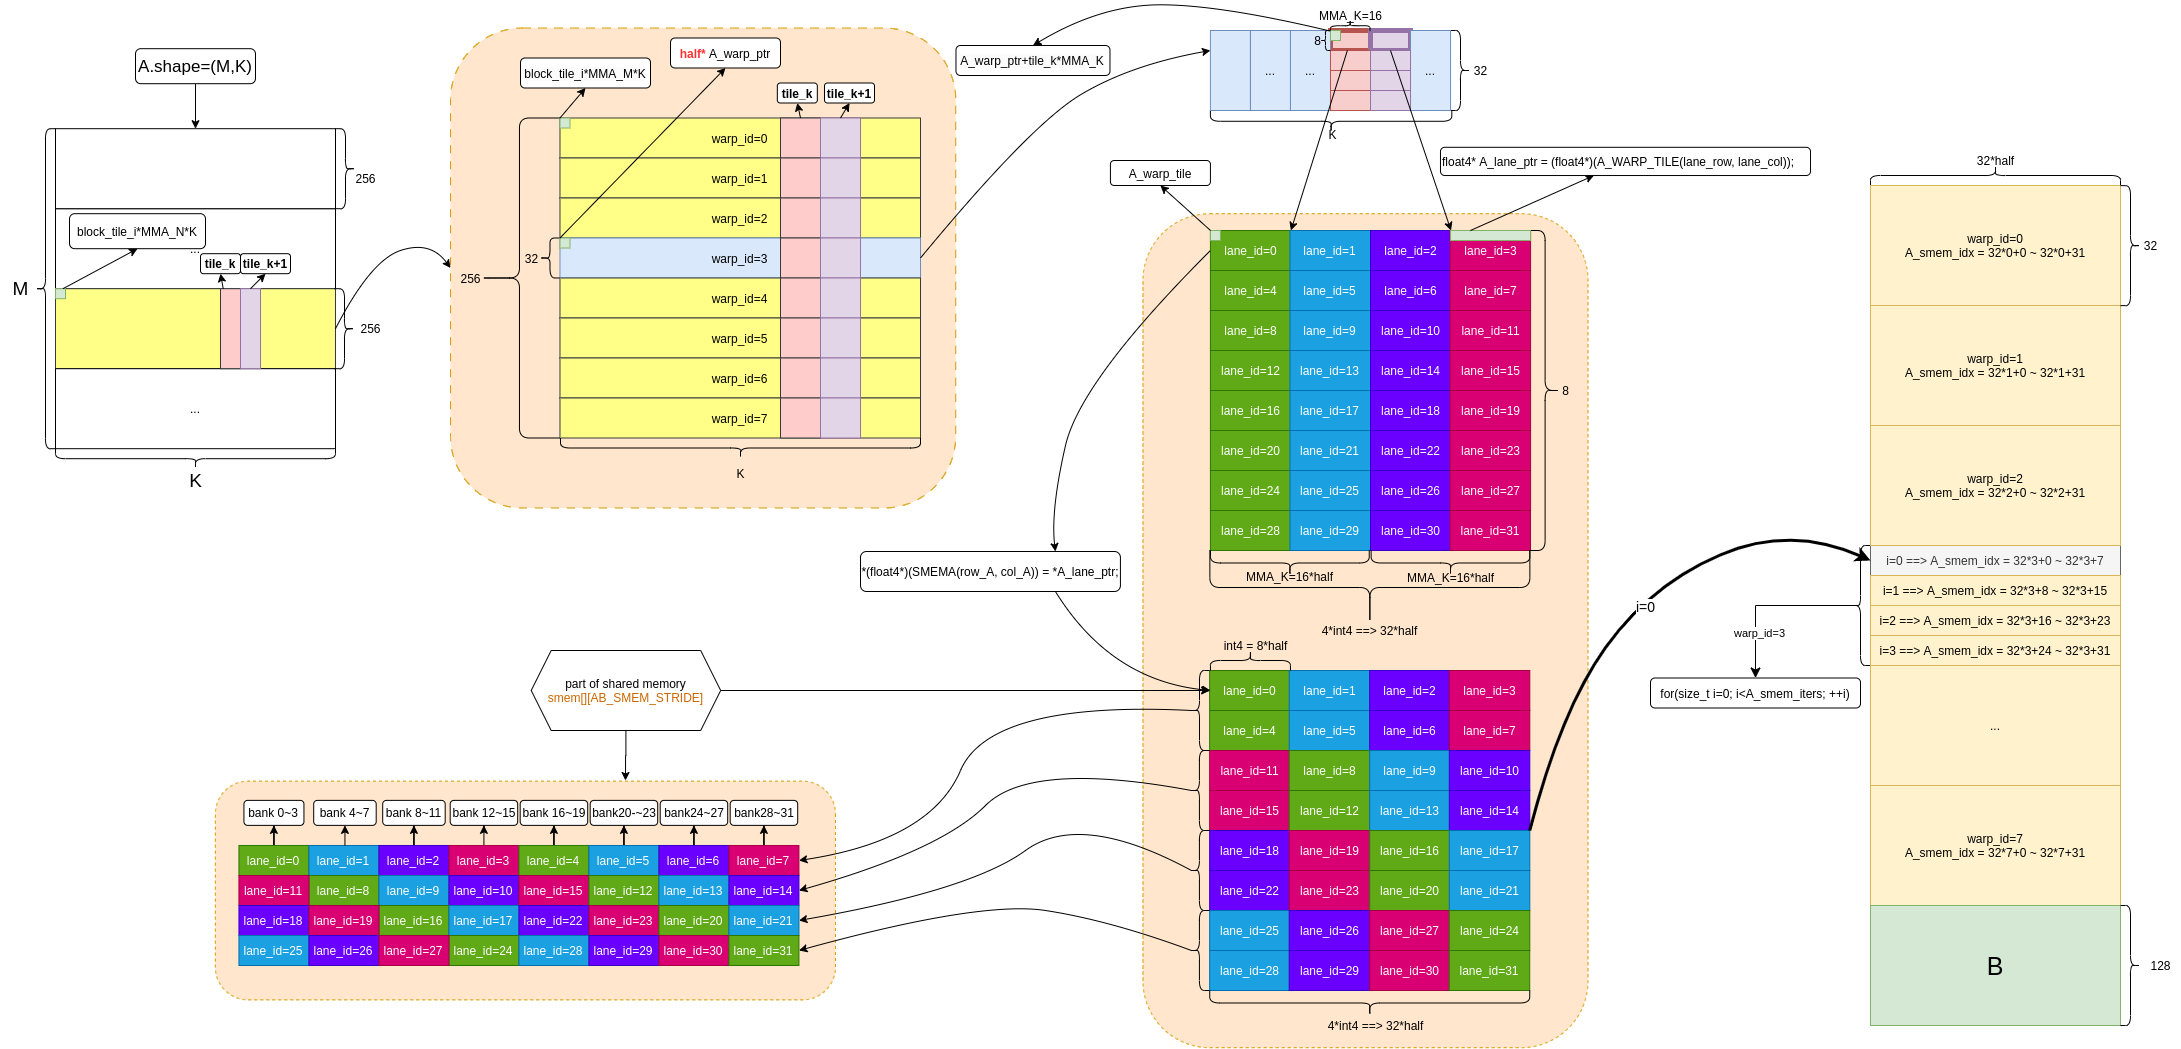 A.shape=(M,K)
256
block_tile_i*MMA_N*K
...
tile_k
tile_k+1
M
256
...
K
half* A_warp_ptr
block_tile_i*MMA_M*K
tile_k
tile_k+1
warp_id=0
warp_id=1
warp_id=2
32
warp_id=3
256
warp_id=4
warp_id=5
warp_id=6
warp_id=7
K
MMA_K=16
8
A_warp_ptr+tile_k*MMA_K
...
...
...
32
K
A_warp_tile
float4* A_lane_ptr = (float4*)(A_WARP_TILE(lane_row, lane_col));
lane_id=0 lane_id=1 lane_id=2 lane_id=3
lane_id=4 lane_id=5 lane_id=6 lane_id=7
lane_id=8 lane_id=9 lane_id=10 lane_id=11
lane_id=12 lane_id=13 lane_id=14 lane_id=15
8
lane_id=16 lane_id=17 lane_id=18 lane_id=19
lane_id=20 lane_id=21 lane_id=22 lane_id=23
lane_id=24 lane_id=25 lane_id=26 lane_id=27
lane_id=28 lane_id=29 lane_id=30 lane_id=31
MMA_K=16*half
MMA_K=16*half
4*int4 ==> 32*half
*(float4*)(SMEMA(row_A, col_A)) = *A_lane_ptr;
int4 = 8*half
lane_id=0 lane_id=1 lane_id=2 lane_id=3
lane_id=4 lane_id=5 lane_id=6 lane_id=7
lane_id=11 lane_id=8 lane_id=9 lane_id=10
lane_id=15 lane_id=12 lane_id=13 lane_id=14
lane_id=18 lane_id=19 lane_id=16 lane_id=17
lane_id=22 lane_id=23 lane_id=20 lane_id=21
lane_id=25 lane_id=26 lane_id=27 lane_id=24
lane_id=28 lane_id=29 lane_id=30 lane_id=31
4*int4 ==> 32*half
part of shared memory
smem[][AB_SMEM_STRIDE]
bank 0~3 bank 4~7 bank 8~11 bank 12~15 bank 16~19 bank20-~23 bank24~27 bank28~31
lane_id=0 lane_id=1 lane_id=2 lane_id=3 lane_id=4 lane_id=5 lane_id=6 lane_id=7
lane_id=11 lane_id=8 lane_id=9 lane_id=10 lane_id=15 lane_id=12 lane_id=13 lane_id=14
lane_id=18 lane_id=19 lane_id=16 lane_id=17 lane_id=22 lane_id=23 lane_id=20 lane_id=21
lane_id=25 lane_id=26 lane_id=27 lane_id=24 lane_id=28 lane_id=29 lane_id=30 lane_id=31
32*half
warp_id=0
A_smem_idx = 32*0+0 ~ 32*0+31
32
warp_id=1
A_smem_idx = 32*1+0 ~ 32*1+31
warp_id=2
A_smem_idx = 32*2+0 ~ 32*2+31
i=0 ==> A_smem_idx = 32*3+0 ~ 32*3+7
i=1 ==> A_smem_idx = 32*3+8 ~ 32*3+15
i=2 ==> A_smem_idx = 32*3+16 ~ 32*3+23
i=3 ==> A_smem_idx = 32*3+24 ~ 32*3+31
i=0
warp_id=3
for(size_t i=0; i<A_smem_iters; ++i)
...
warp_id=7
A_smem_idx = 32*7+0 ~ 32*7+31
B
128